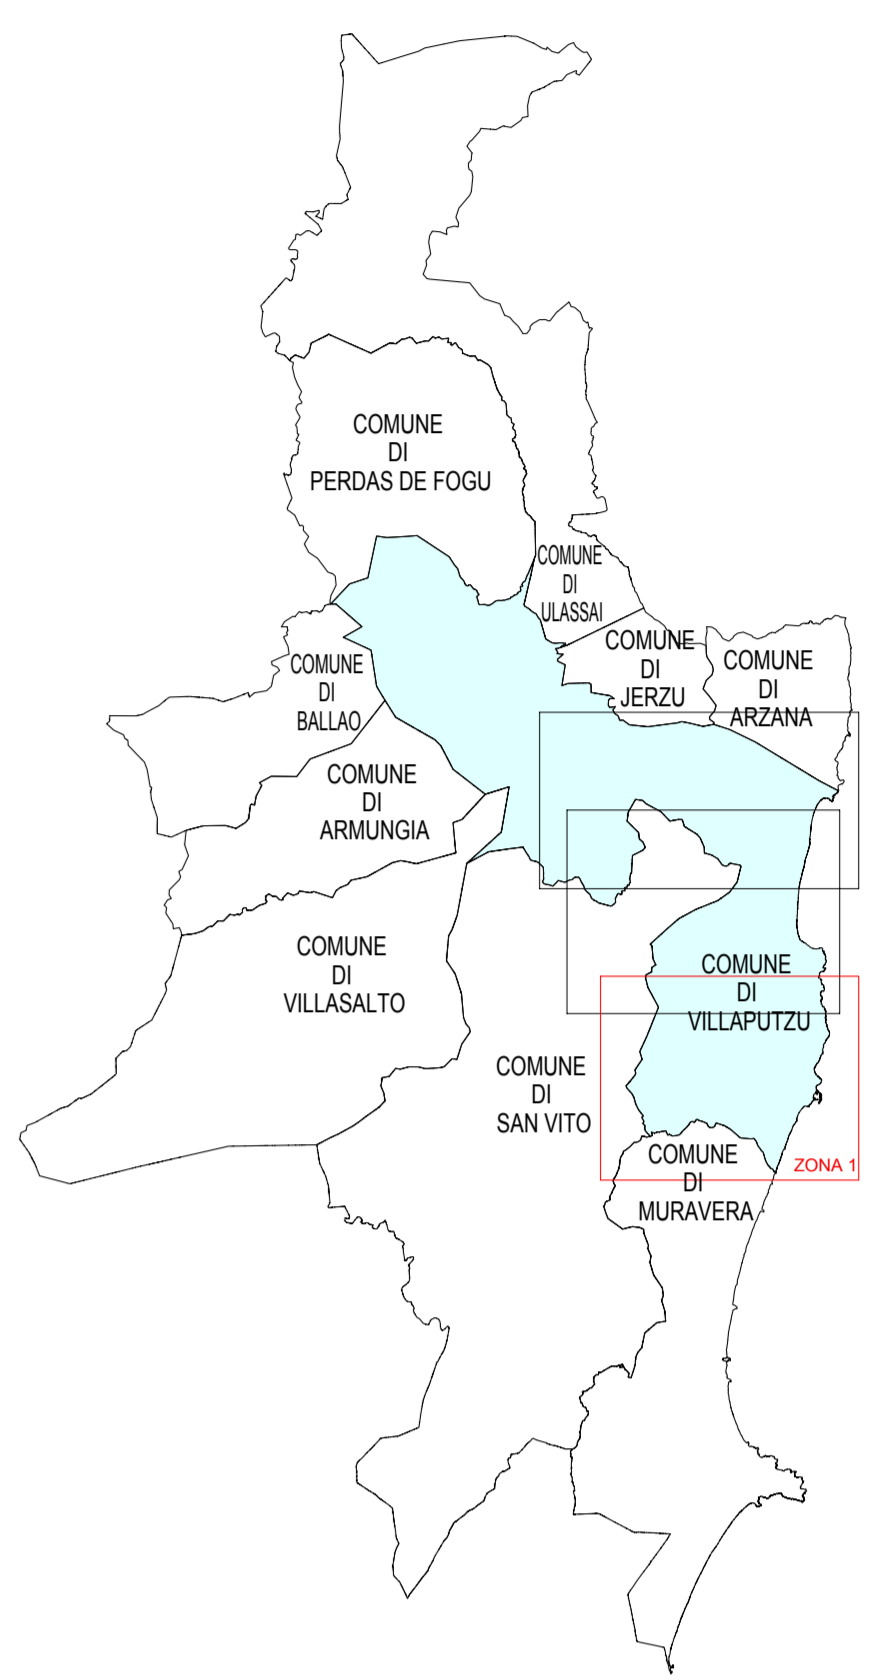 COMUNE
DI
PERDAS DE FOGU
COMUNE
DI
ULASSAI
COMUNE
DI
JERZU
COMUNE
DI
ARZANA
COMUNE
DI
BALLAO
COMUNE
DI
ARMUNGIA
COMUNE
DI
VILLASALTO
COMUNE
DI
VILLAPUTZU
COMUNE
DI
SAN VITO
COMUNE
DI
MURAVERA
ZONA 1